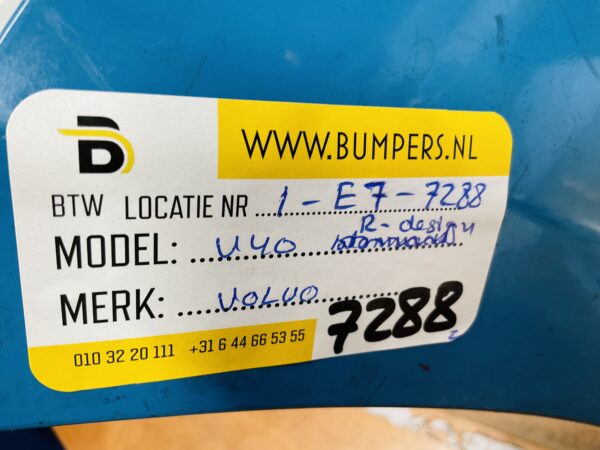 WWW.BUMPERS.NL
BTW LOCATIE NR 1-E7-7288
R-design
MODEL: V40
MERK: VOLVO
7288
010 32 20 111 +31 6 44 66 53 55